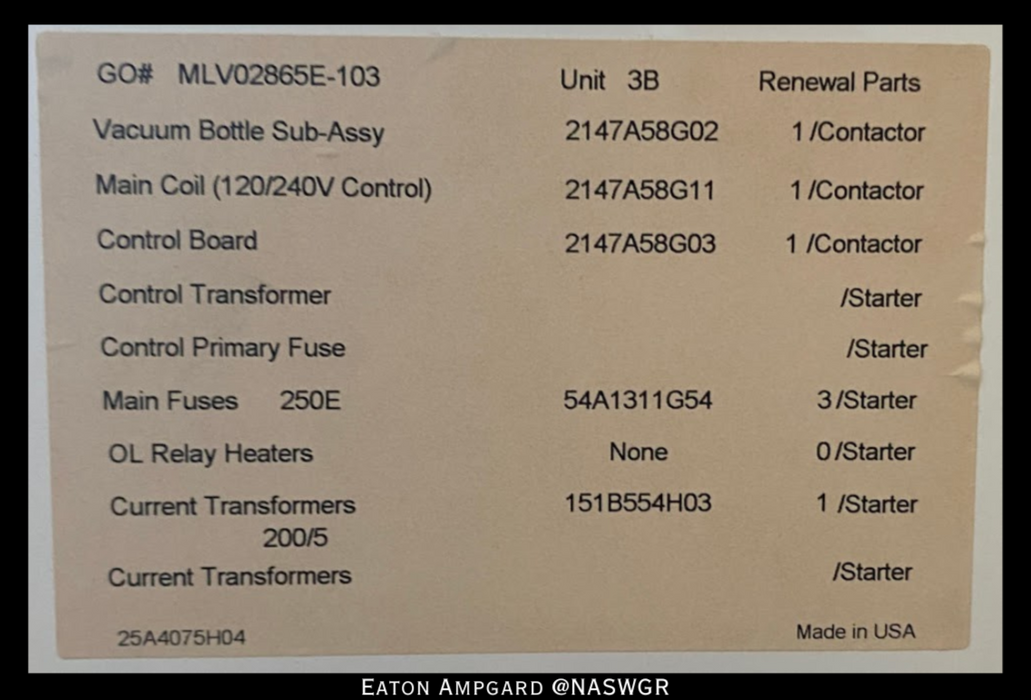 GO# MLV02865E-103 Unit 3B Renewal Parts
Vacuum Bottle Sub-Assy 2147A58G02 1 /Contactor
Main Coil (120/240V Control) 2147A58G11 1 /Contactor
Control Board 2147A58G03 1 /Contactor
Control Transformer /Starter
Control Primary Fuse /Starter
Main Fuses 250E 54A1311G54 3 /Starter
OL Relay Heaters None 0 /Starter
Current Transformers 151B554H03 1 /Starter
200/5
Current Transformers /Starter
25A4075H04 Made in USA
EATON AMPGARD @NASWGR